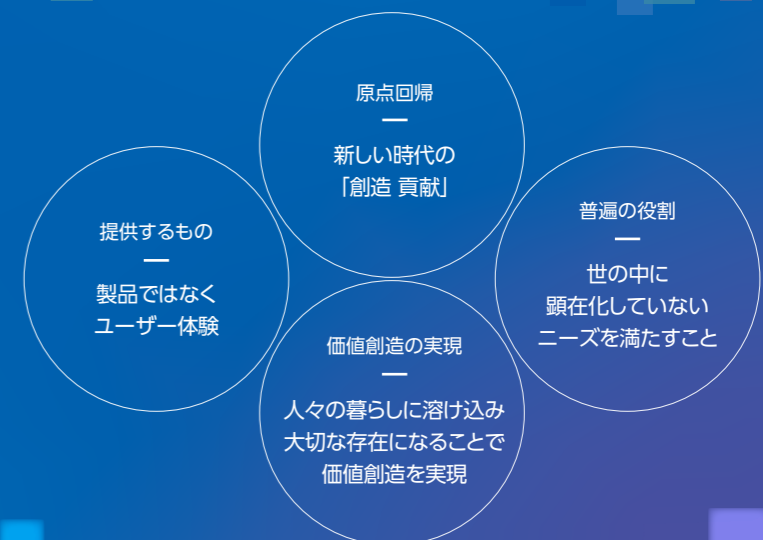 原点回帰
新しい時代の
「創造 貢献」
提供するもの
製品ではなく
ユーザー体験
普遍の役割
世の中に
顕在化していない
ニーズを満たすこと
価値創造の実現
人々の暮らしに溶け込み
大切な存在になることで
価値創造を実現